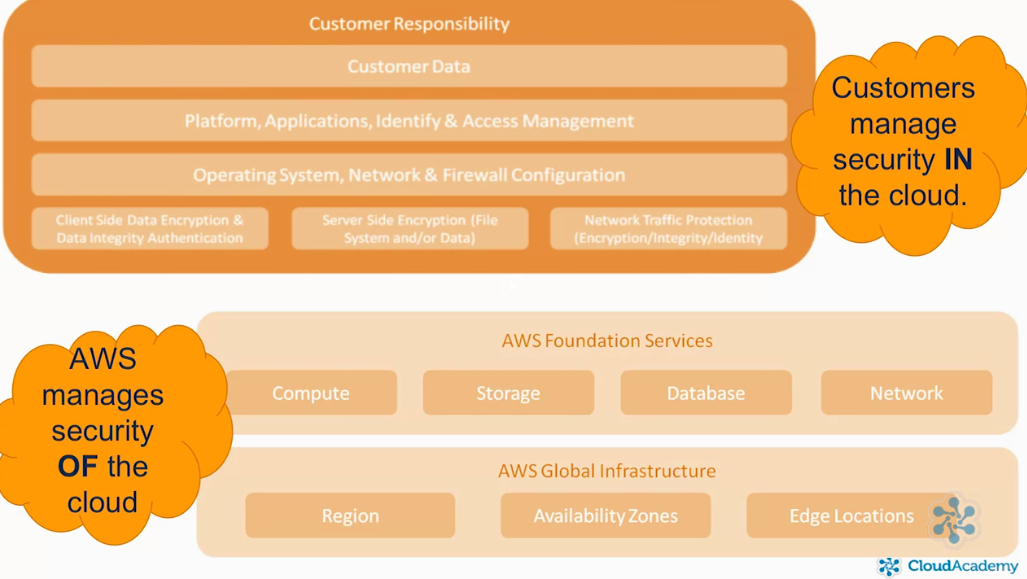 Customer Responsibility
Customer Data
Platform, Applications, Identify & Access Management
Operating System, Network & Firewall Configuration
Client Side Data Encryption &
Data Integrity Authentication
Server Side Encryption (File
System and/or Data)
Network Traffic Protection
(Encryption/Integrity/Identity
Customers
manage
security IN
the cloud.
AWS
manages
security
OF the
cloud
AWS Foundation Services
Compute
Storage
Database
Network
AWS Global Infrastructure
Region
Availability Zones
Edge Locations
CloudAcademy